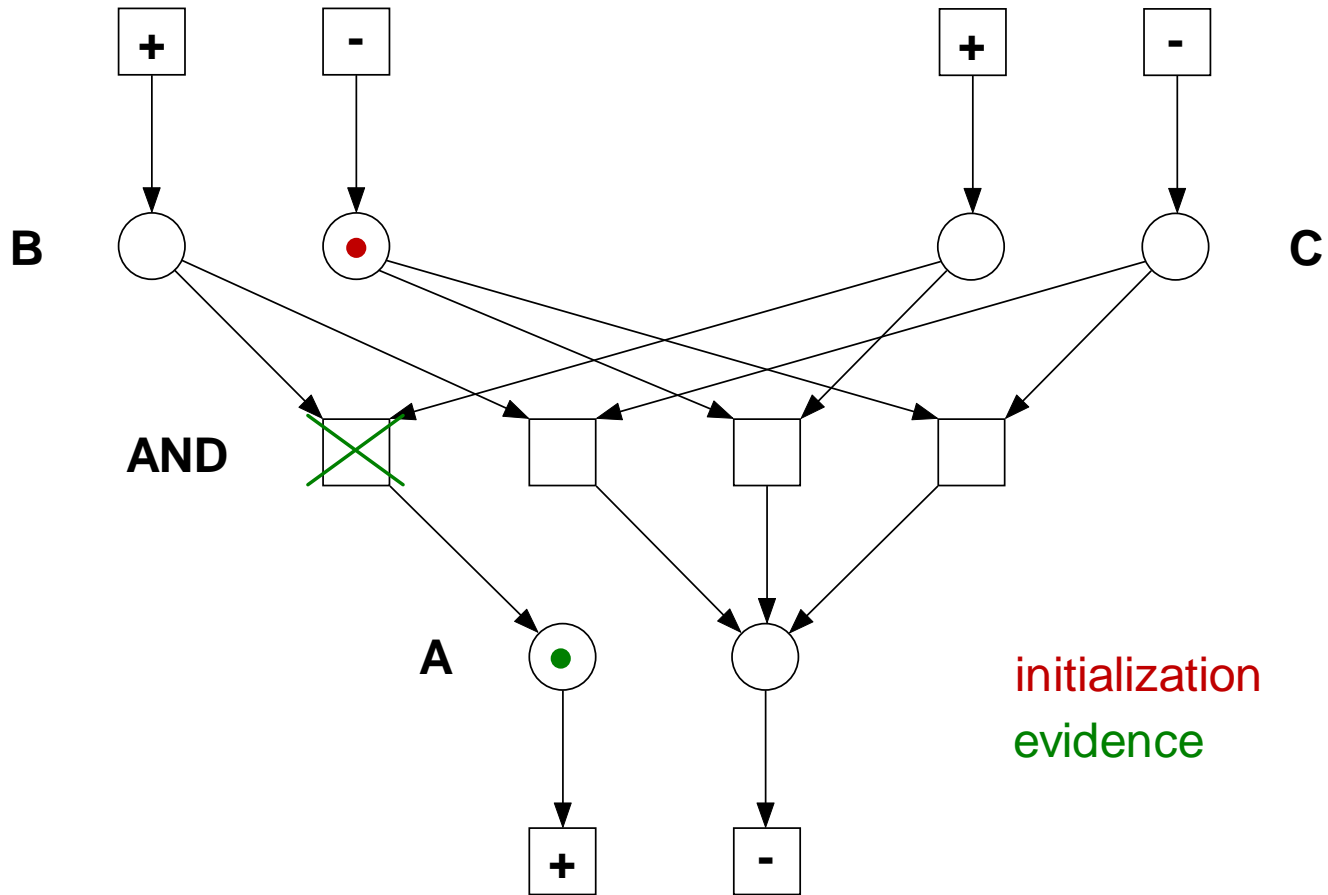 + - + -
B C
AND
A
initialization
evidence
+ -